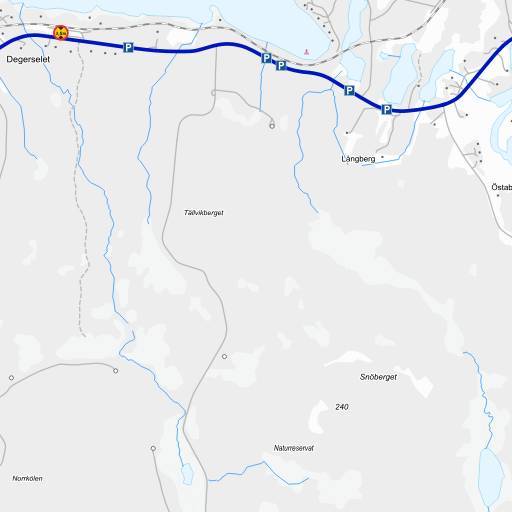 Degerselet
P
P
P
P
P
Långberg
Östab
Tällvikberget
Snöberget
240
Naturreservat
Norrkölen